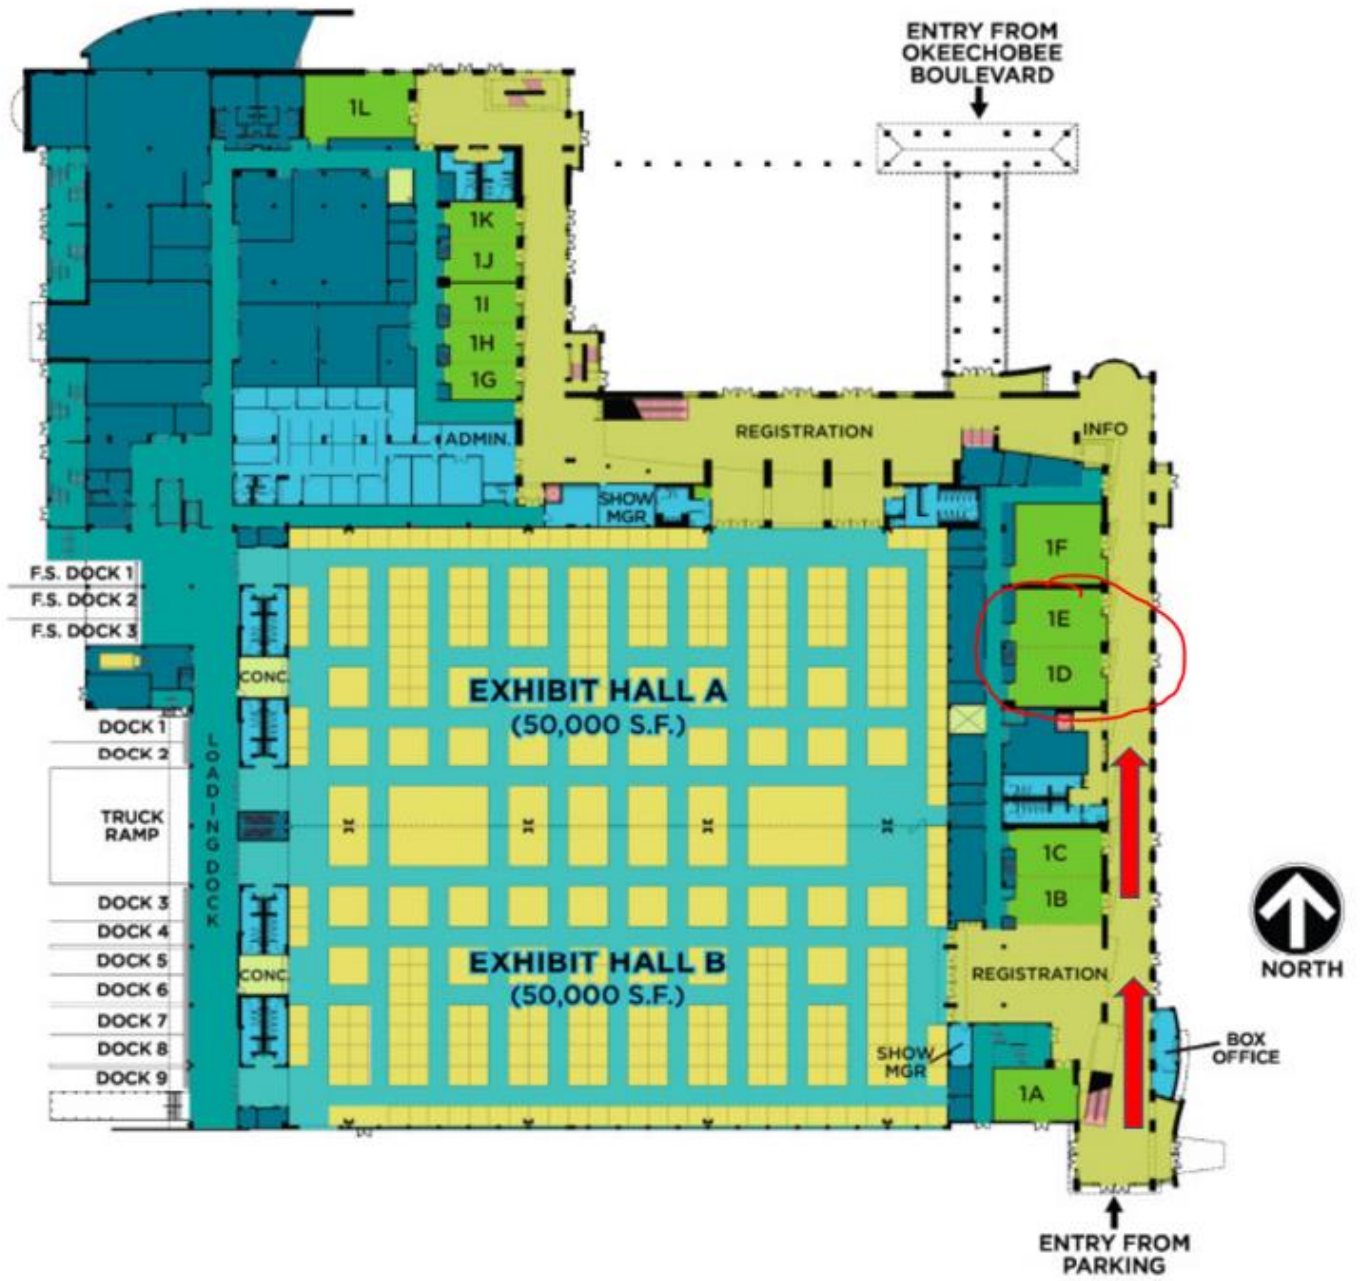 ENTRY FROM
OKEECHOBEE
BOULEVARD
1L
1K
1J
1I
1H
1G
ADMIN.
REGISTRATION
INFO
SHOW
MGR
1F
1E
1D
F.S. DOCK 1
F.S. DOCK 2
F.S. DOCK 3
CONC.
EXHIBIT HALL A
(50,000 S.F.)
DOCK 1
DOCK 2
LOADING DOCK
TRUCK
RAMP
1C
1B
DOCK 3
DOCK 4
DOCK 5
DOCK 6
DOCK 7
DOCK 8
DOCK 9
CONC.
EXHIBIT HALL B
(50,000 S.F.)
REGISTRATION
NORTH
SHOW
MGR
1A
BOX
OFFICE
ENTRY FROM
PARKING